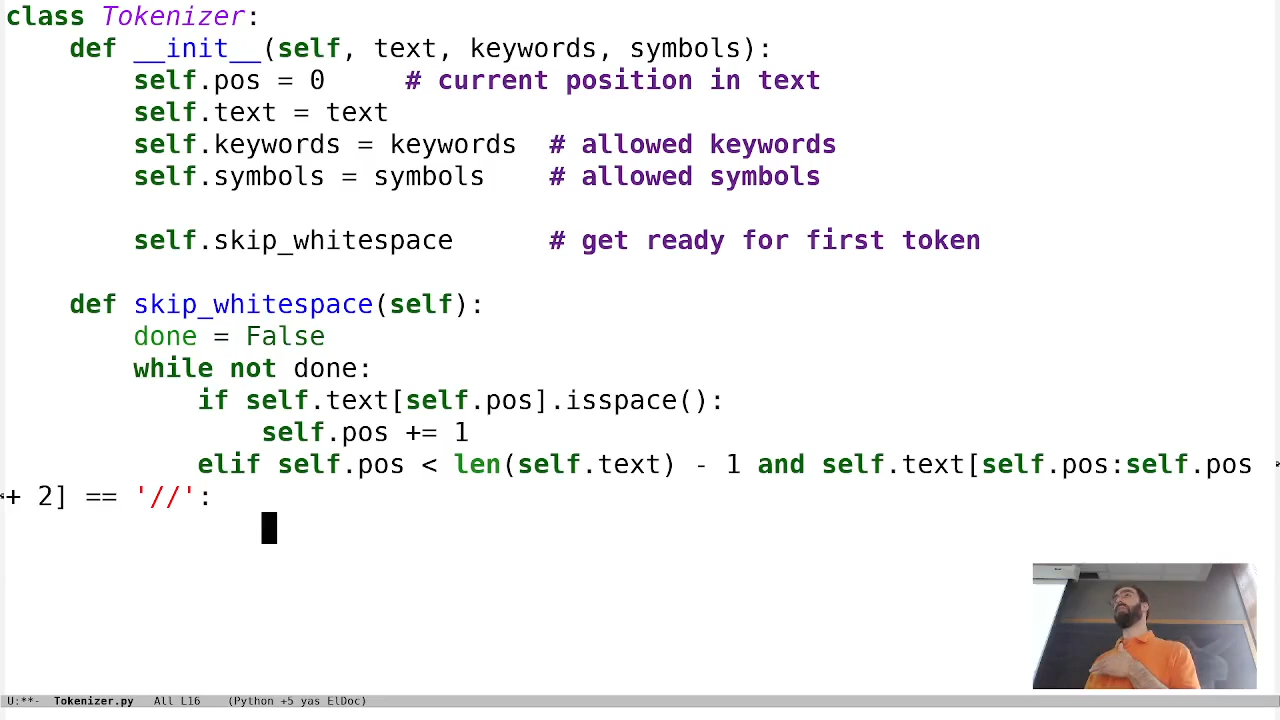 class Tokenizer:
    def __init__(self, text, keywords, symbols):
        self.pos = 0     # current position in text
        self.text = text
        self.keywords = keywords  # allowed keywords
        self.symbols = symbols    # allowed symbols

        self.skip_whitespace      # get ready for first token

    def skip_whitespace(self):
        done = False
        while not done:
            if self.text[self.pos].isspace():
                self.pos += 1
            elif self.pos < len(self.text) - 1 and self.text[self.pos:self.pos
+ 2] == '//':
U:**-  Tokenizer.py   All L16    (Python +5 yas ElDoc)